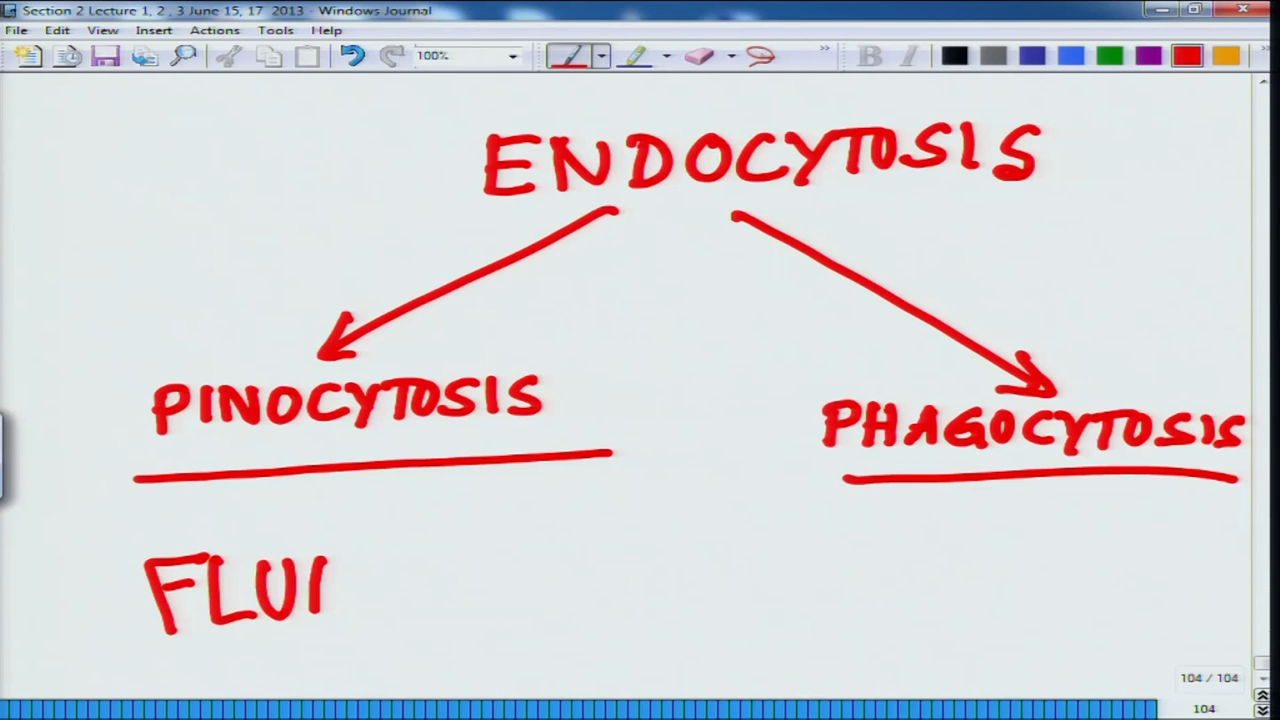 Section 2 Lecture 1, 2 , 3 June 15, 17 2013 - Windows Journal
File Edit View Insert Actions Tools Help
100% B I
ENDOCYTOSIS
PINOCYTOSIS PHAGOCYTOSIS
FLUI
104 / 104
104